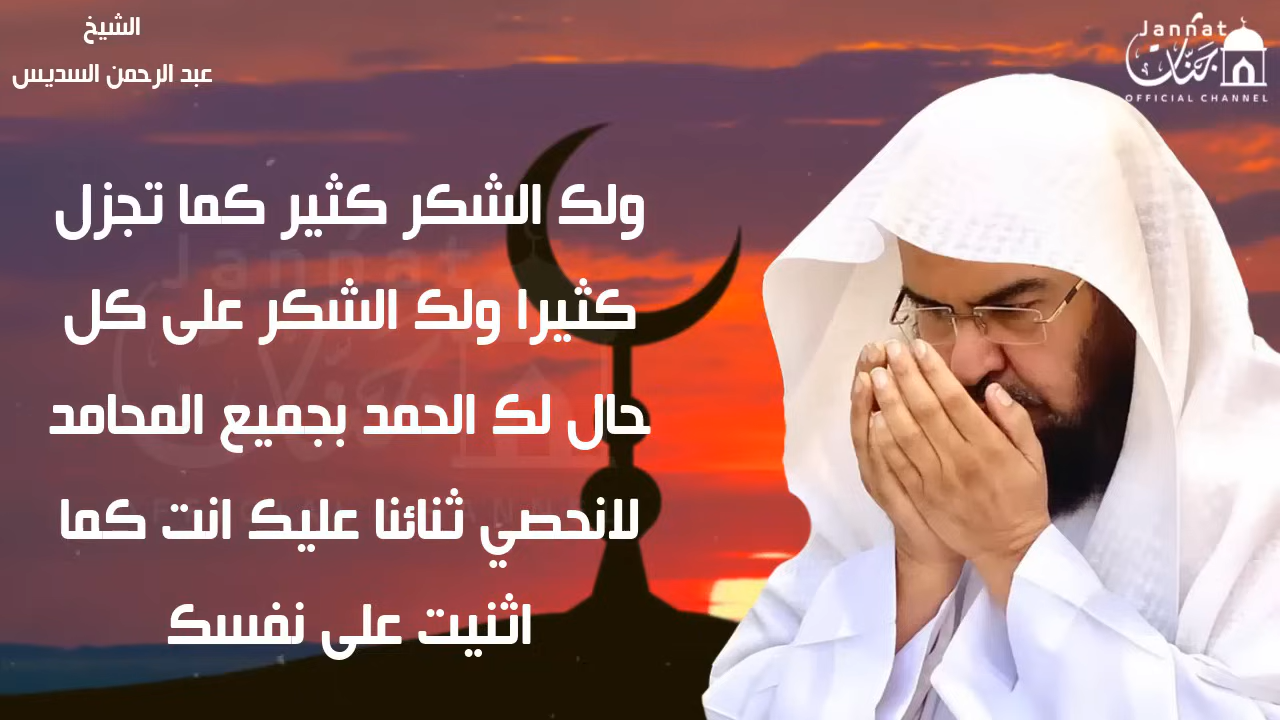 الشيخ
عبد الرحمن السديس
Jannat
جنات
OFFICIAL CHANNEL
ولك الشكر كثير كما تجزل
كثيرا ولك الشكر على كل
حال لك الحمد بجميع المحامد
لانحصي ثنائنا عليك انت كما
اثنيت على نفسك